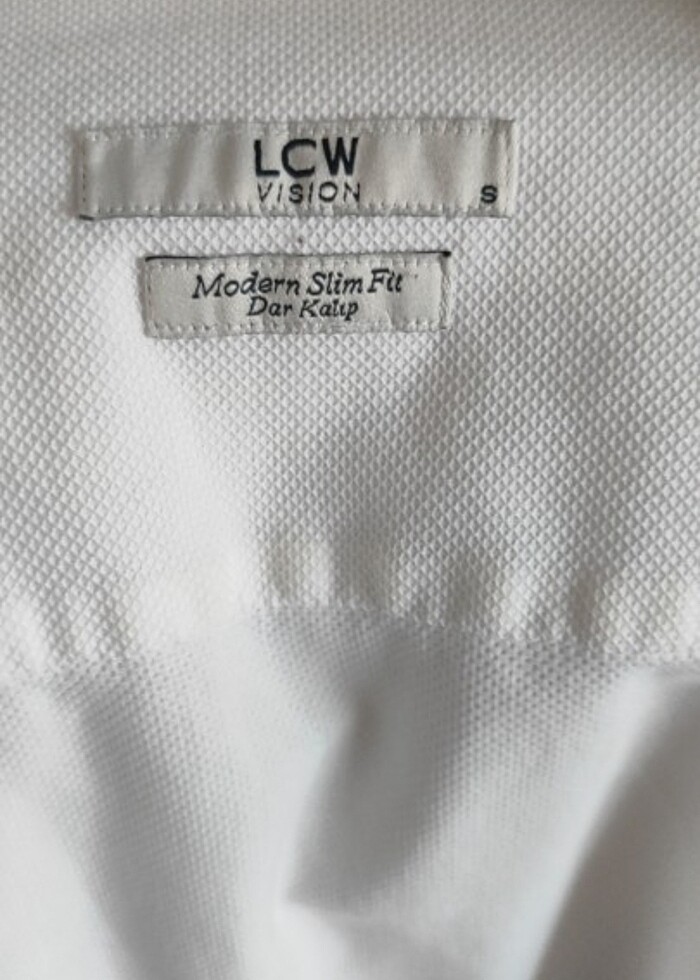 LCW
VISION
S
Modern Slim Fit
Dar Kalıp